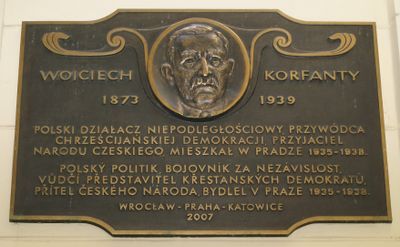 WOJCIECH KORFANTY
1873 1939
POLSKI DZIAŁACZ NIEPODLEGŁOŚCIOWY, PRZYWÓDCA
CHRZEŚCIJAŃSKIEJ DEMOKRACJI, PRZYJACIEL
NARODU CZESKIEGO, MIESZKAŁ W PRADZE 1935-1938.
POLSKÝ POLITIK, BOJOVNÍK ZA NEZÁVISLOST,
VŮDČÍ PŘEDSTAVITEL KŘESŤANSKÝCH DEMOKRATŮ,
PŘÍTEL ČESKÉHO NÁRODA, BYDLEL V PRAZE 1935-1938.
WROCŁAW-PRAHA-KATOWICE
2007